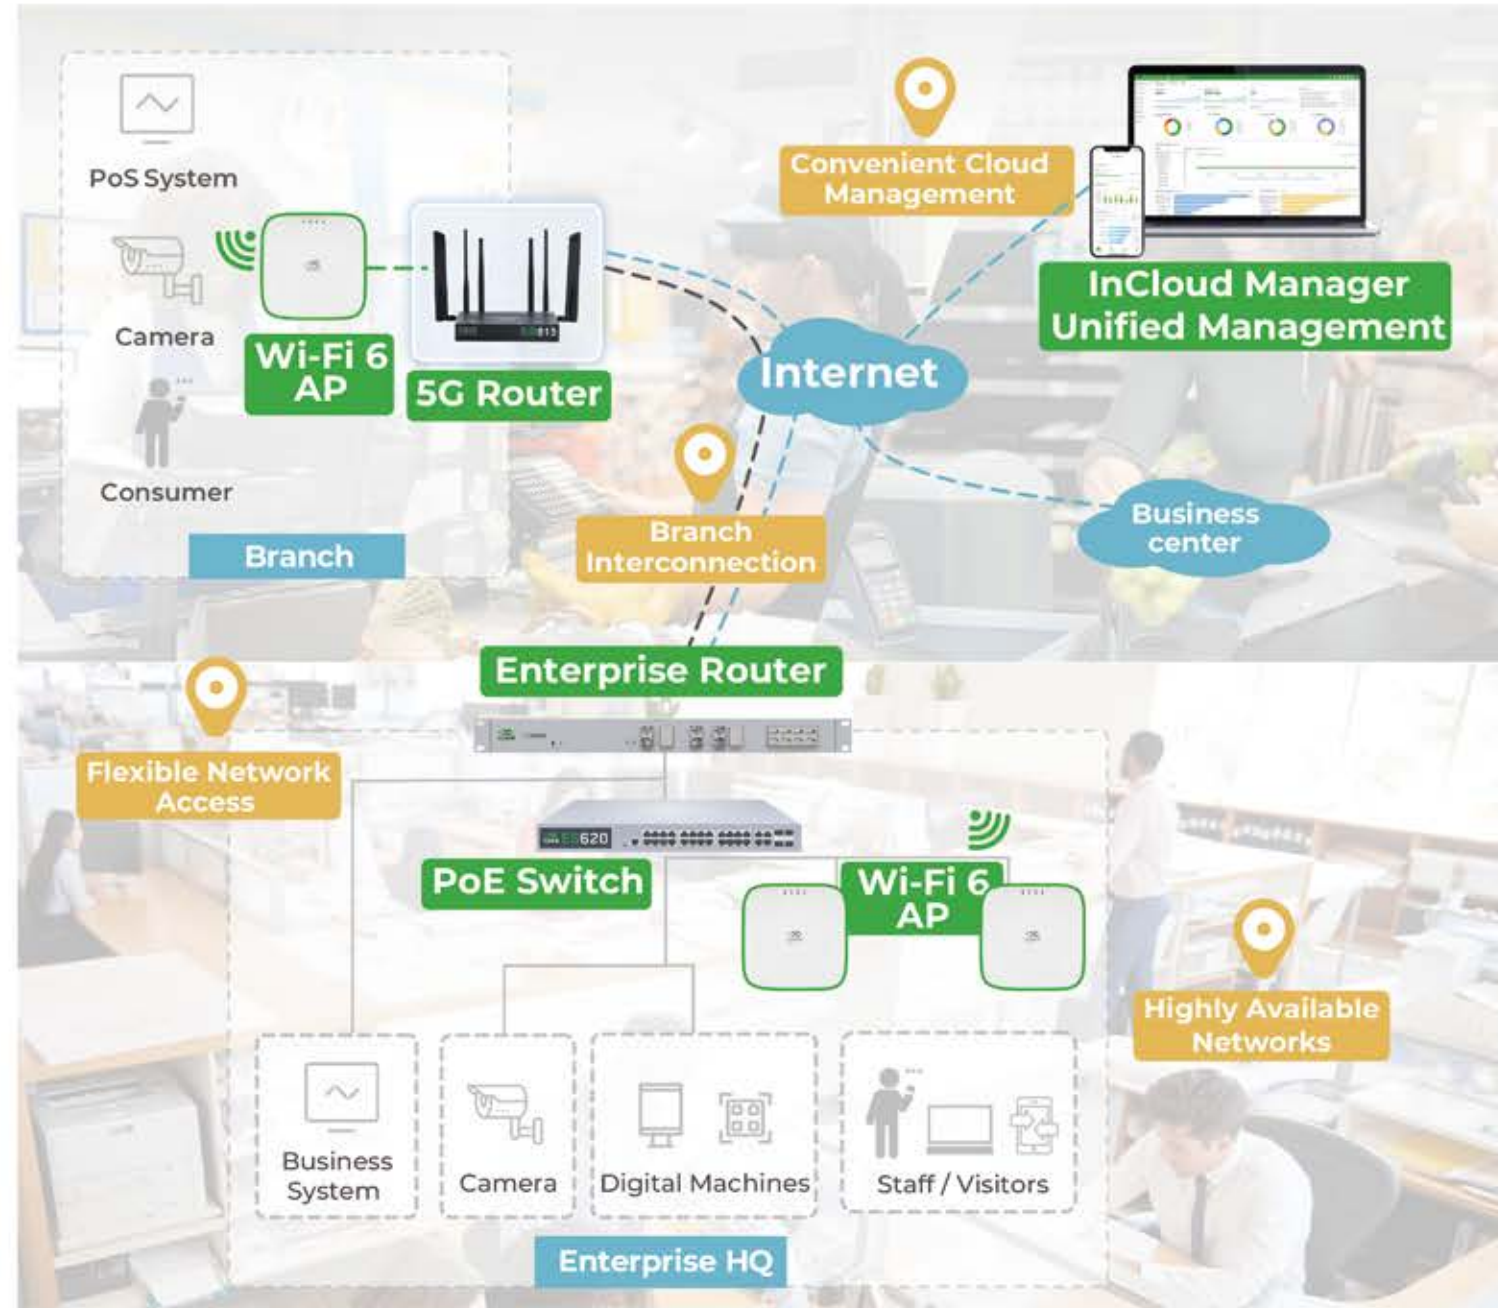 PoS System
Camera
Consumer
Wi-Fi 6
AP
5G Router
Branch
Convenient Cloud
Management
InCloud Manager
Unified Management
Internet
Branch
Interconnection
Business
center
Enterprise Router
Flexible Network
Access
620
PoE Switch
Wi-Fi 6
AP
Highly Available
Networks
Business
System
Camera
Digital Machines
Staff / Visitors
Enterprise HQ